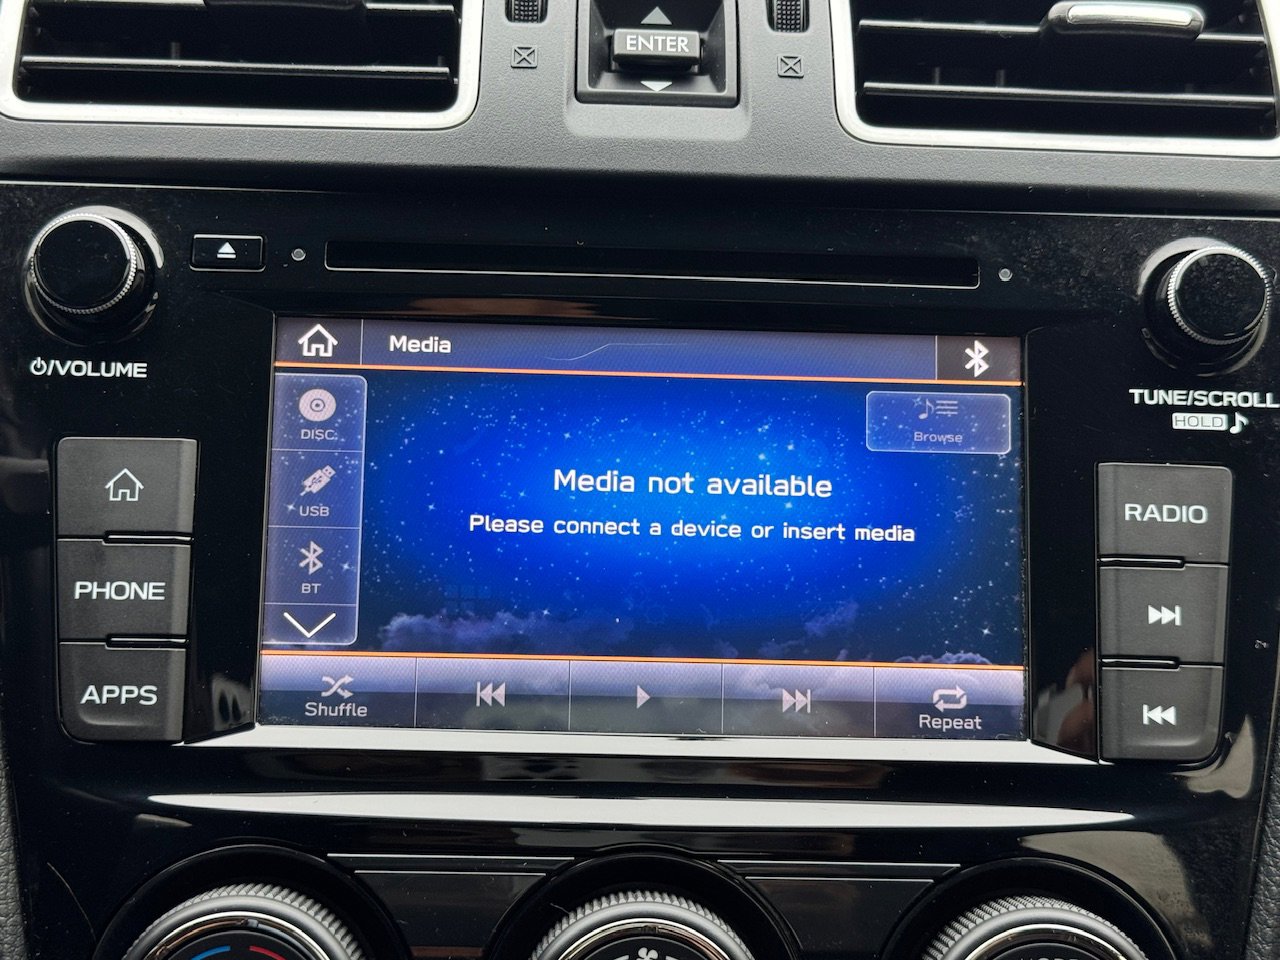 ENTER
⏻/VOLUME
TUNE/SCROLL
HOLD
Media
DISC
USB
BT
Browse
Media not available
Please connect a device or insert media
PHONE
APPS
RADIO
Shuffle
Repeat